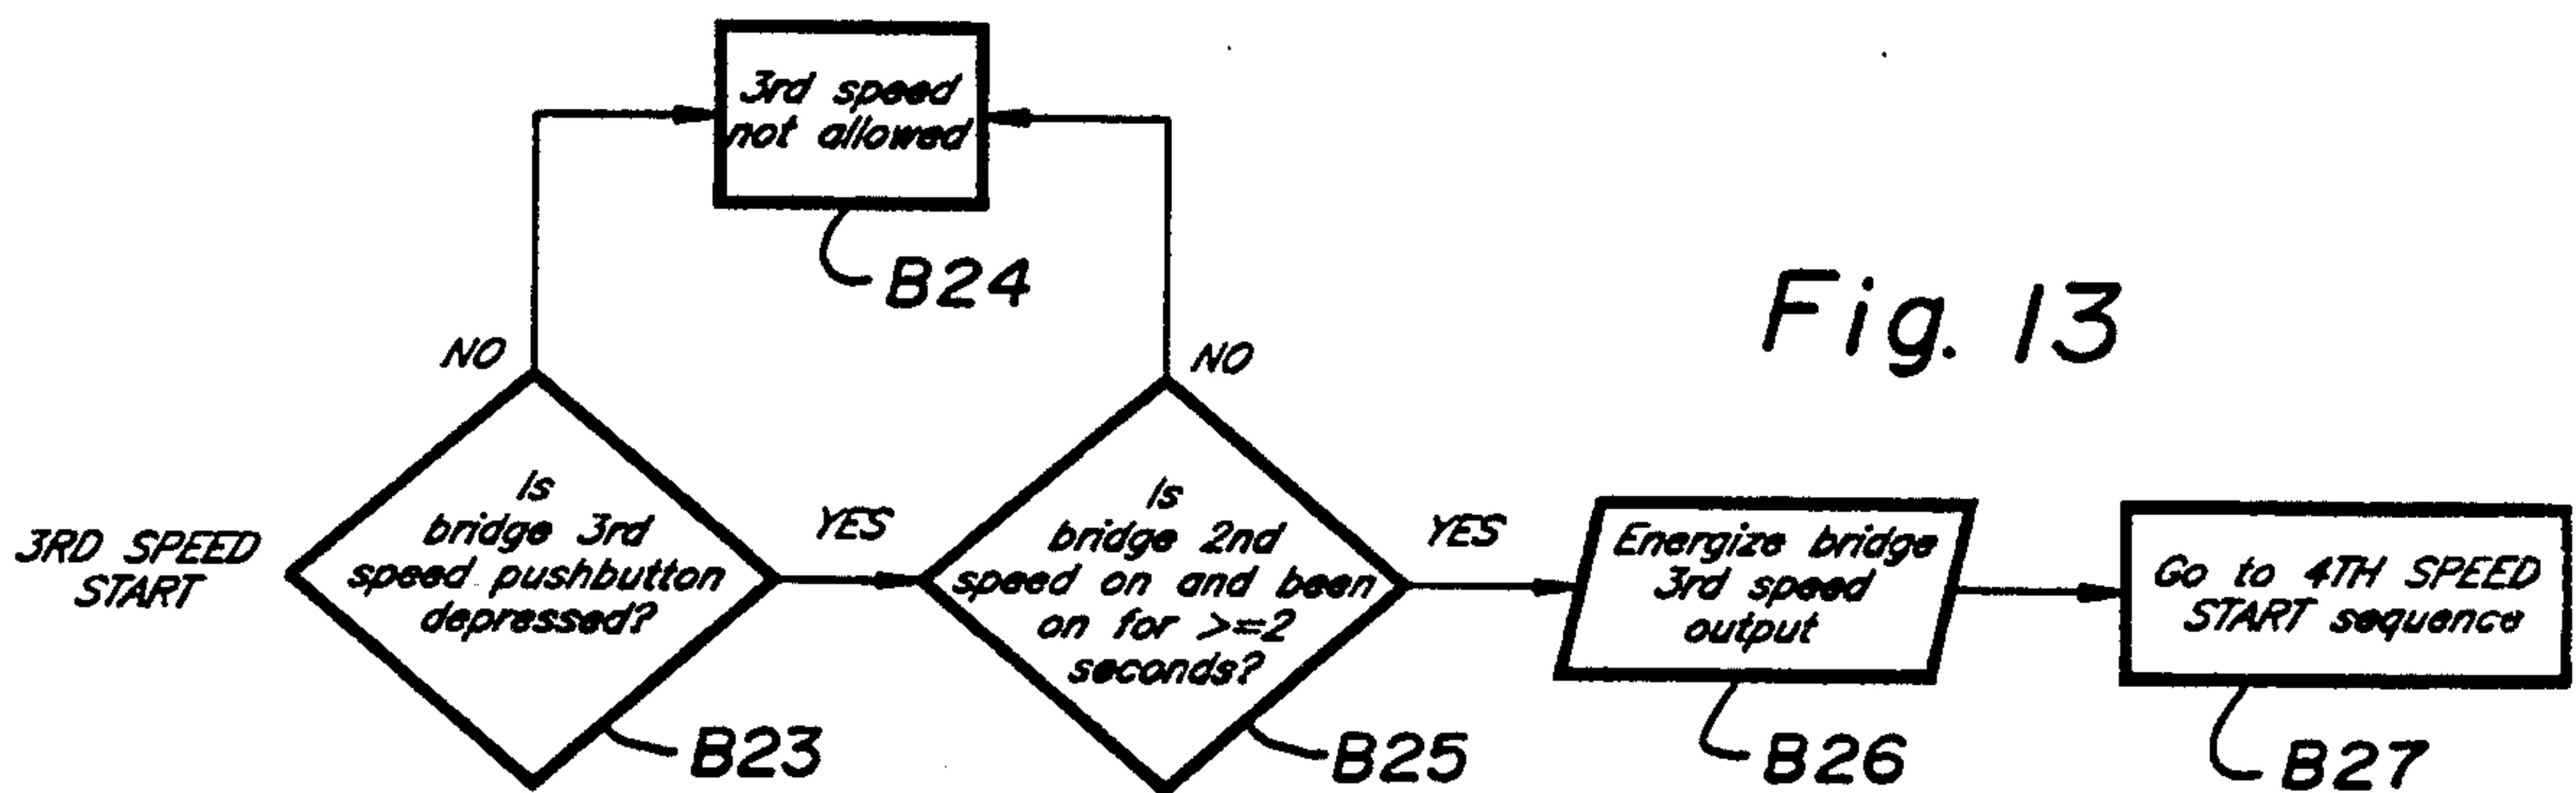 3rd speed
not allowed
B24
Fig. 13
NO
NO
3RD SPEED
START
Is
bridge 3rd
speed pushbutton
depressed?
B23
YES
Is
bridge 2nd
speed on and been
on for >=2
seconds?
B25
YES
Energize bridge
3rd speed
output
B26
Go to 4TH SPEED
START sequence
B27